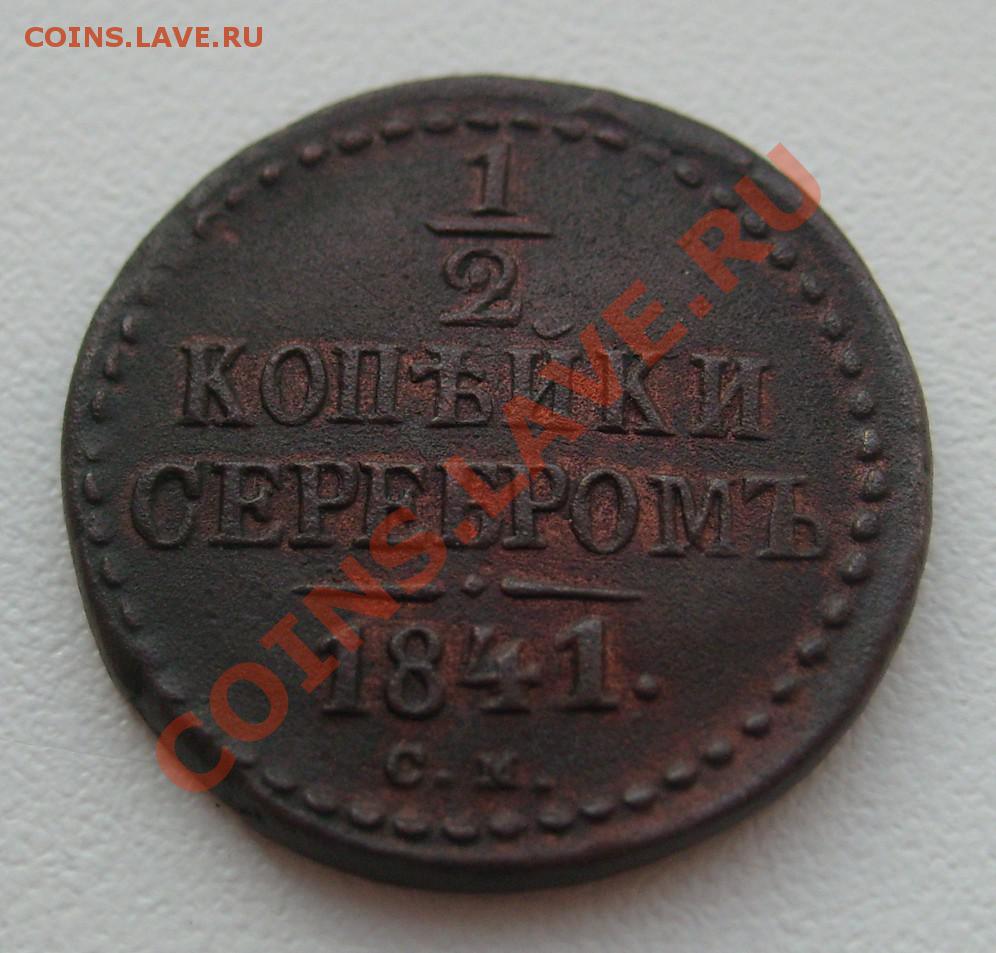 COINS.LAVE.RU
1
2
КОПѢЙКИ
СЕРЕБРОМЪ
1841.
С.М.
COINS.LAVE.RU